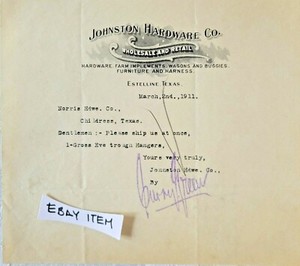 JOHNSTON HARDWARE CO.
WHOLESALE AND RETAIL
HARDWARE, FARM IMPLEMENTS, WAGONS AND BUGGIES.
FURNITURE AND HARNESS.
ESTELLINE TEXAS.
March,2nd.,1911.
Norris Hdwe. Co.,
Childress, Texas.
Gentlemen :- Please ship us at once,
1-Gross Eve trough Hangers,
Yours very truly,
Johnston Hdwe. Co.,
By
EBAY ITEM